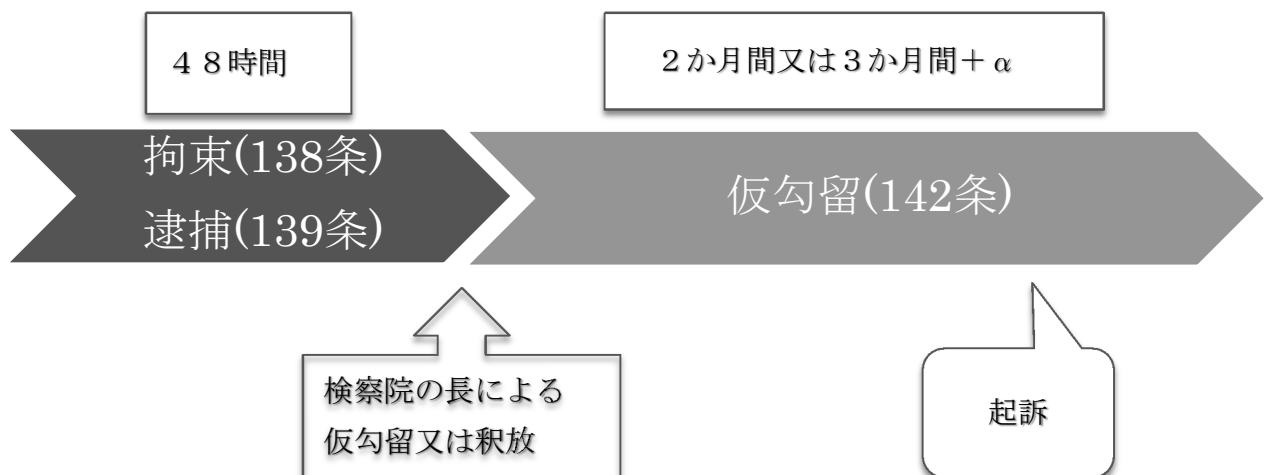 ４８時間
２か月間又は３か月間＋α
拘束(138条)
逮捕(139条)
仮勾留(142条)
検察院の長による
仮勾留又は釈放
起訴